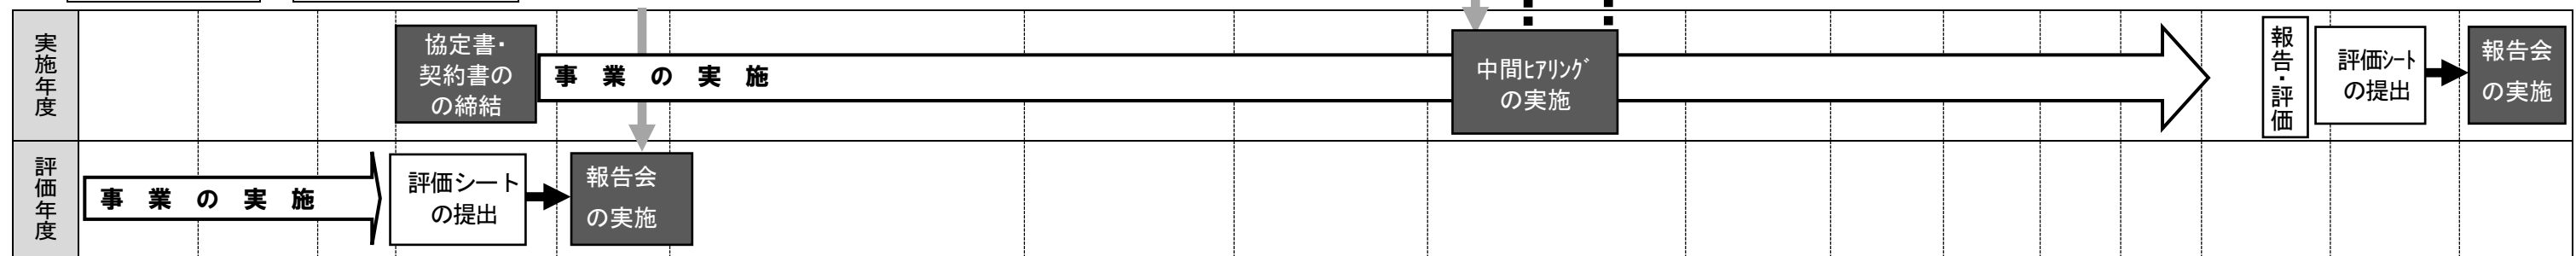 実施年度
協定書・
契約書の
の締結
事業の実施
中間ﾋｱﾘﾝｸﾞ
の実施
報告・評価
評価ｼｰﾄ
の提出
報告会
の実施
評価年度
事業の実施
評価シート
の提出
報告会
の実施